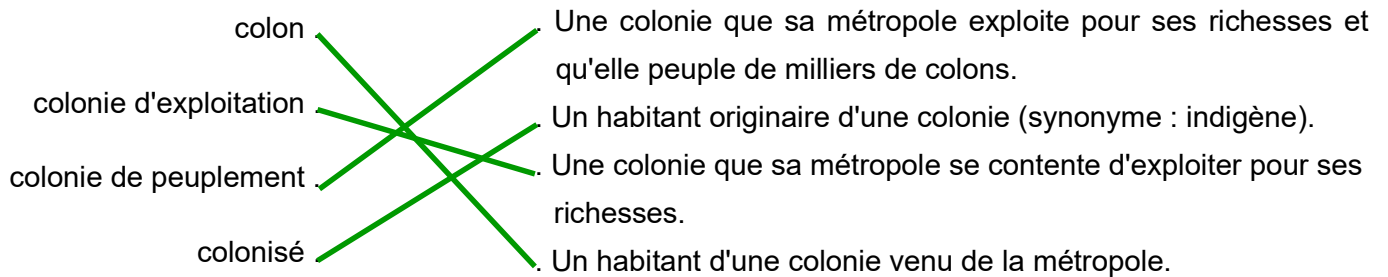 colon .
colonie d'exploitation .
colonie de peuplement .
colonisé .
. Une colonie que sa métropole exploite pour ses richesses et
qu'elle peuple de milliers de colons.
. Un habitant originaire d'une colonie (synonyme : indigène).
. Une colonie que sa métropole se contente d'exploiter pour ses
richesses.
. Un habitant d'une colonie venu de la métropole.